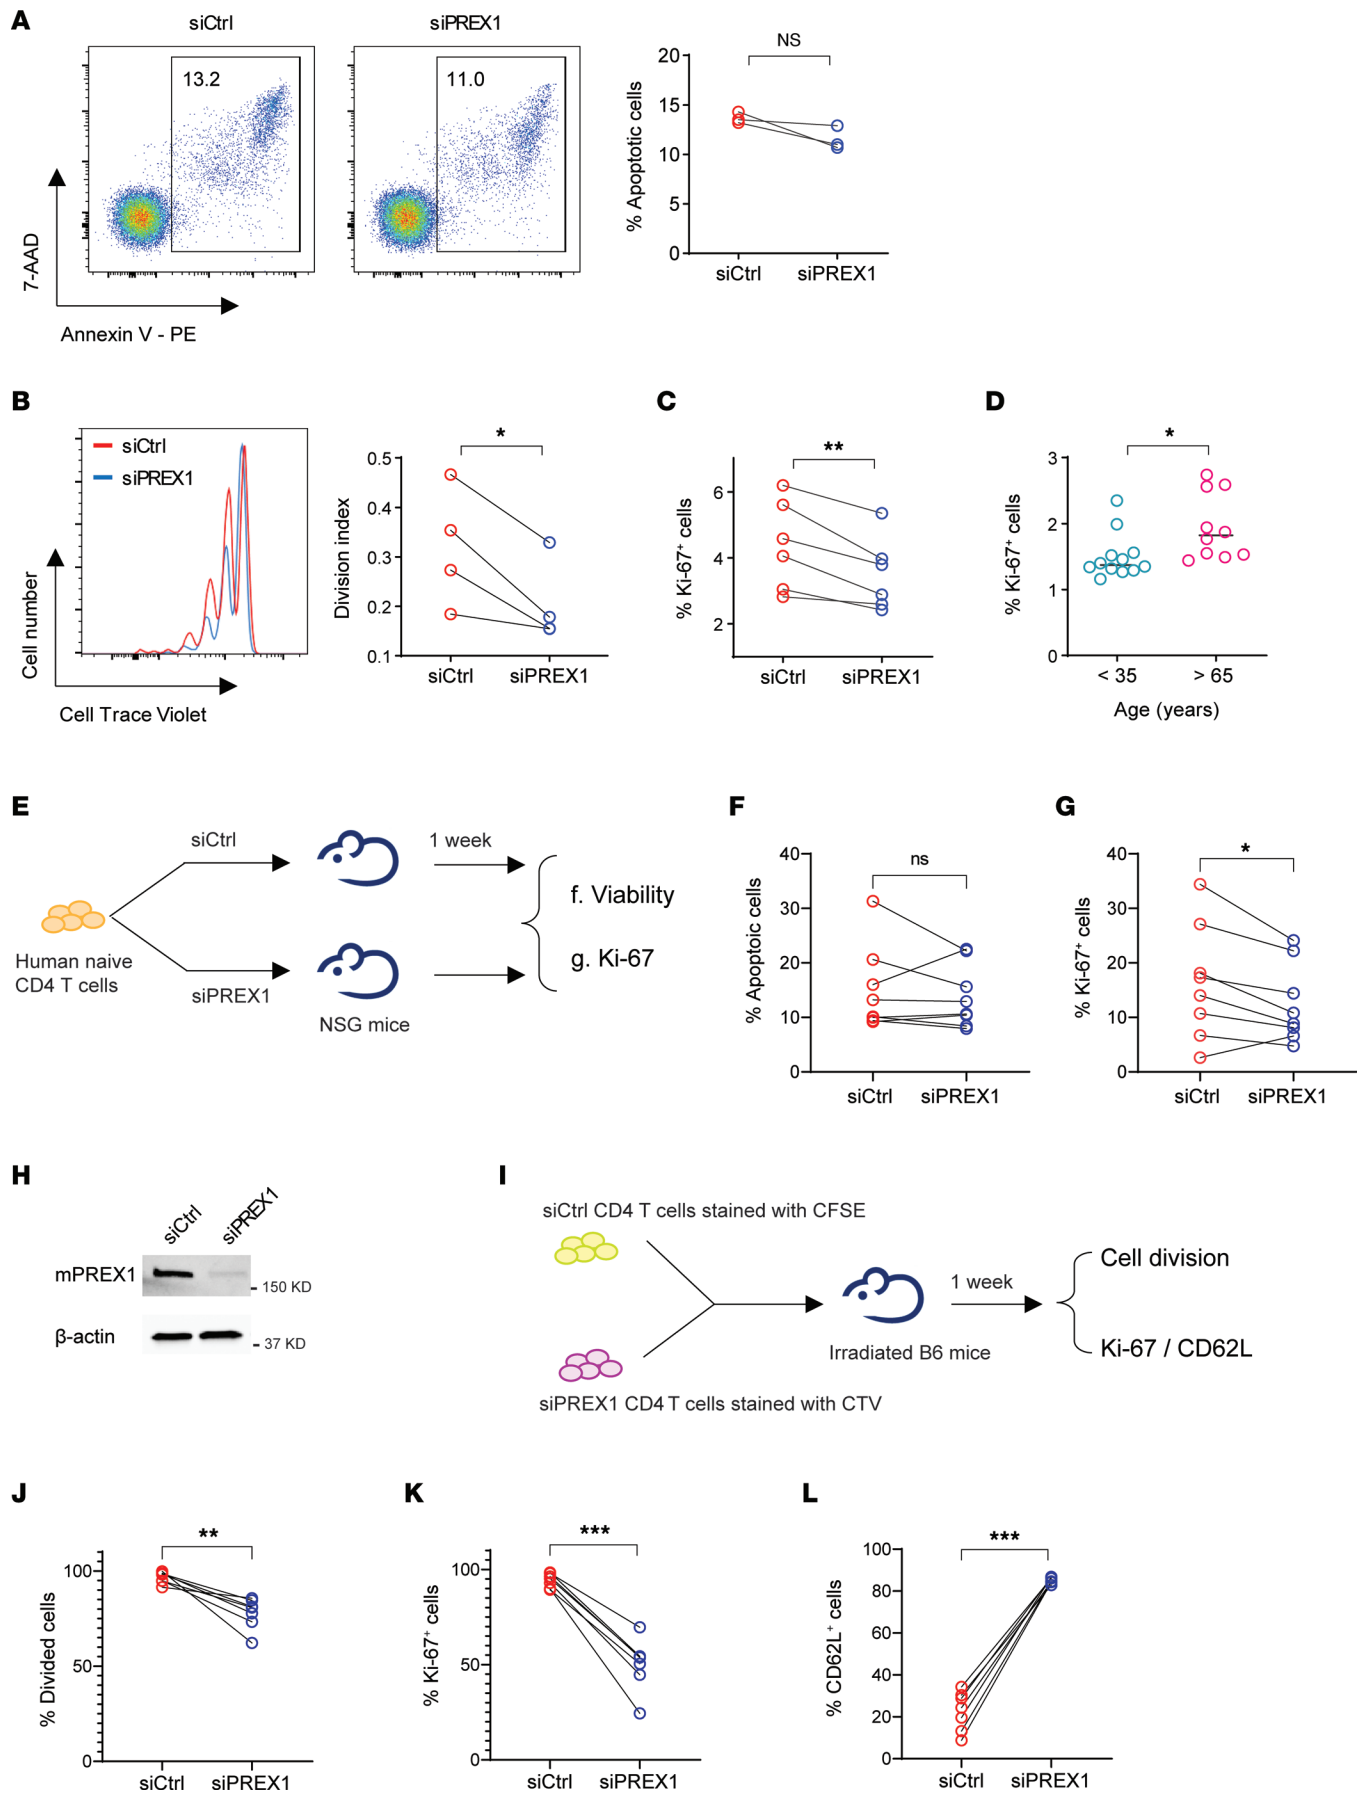 A
siCtrl
siPREX1
13.2
11.0
7-AAD
Annexin V - PE
NS
% Apoptotic cells
20
15
10
5
0
siCtrl
siPREX1
B
siCtrl
siPREX1
Cell number
Cell Trace Violet
*
Division index
0.5
0.4
0.3
0.2
0.1
siCtrl
siPREX1
C
**
% Ki-67+ cells
6
4
2
siCtrl
siPREX1
D
*
% Ki-67+ cells
3
2
1
0
< 35
> 65
Age (years)
E
Human naive
CD4 T cells
siCtrl
siPREX1
NSG mice
1 week
f. Viability
g. Ki-67
F
ns
% Apoptoic cells
40
30
20
10
0
siCtrl
siPREX1
G
*
% Ki-67+ cells
40
30
20
10
0
siCtrl
siPREX1
H
siCtrl
siPREX1
mPREX1
150 KD
β-actin
37 KD
I
siCtrl CD4 T cells stained with CFSE
siPREX1 CD4 T cells stained with CTV
Irradiated B6 mice
1 week
Cell division
Ki-67 / CD62L
J
**
% Divided cells
100
50
0
siCtrl
siPREX1
K
***
% Ki-67+ cells
100
50
0
siCtrl
siPREX1
L
***
% CD62L+ cells
100
80
60
40
20
0
siCtrl
siPREX1